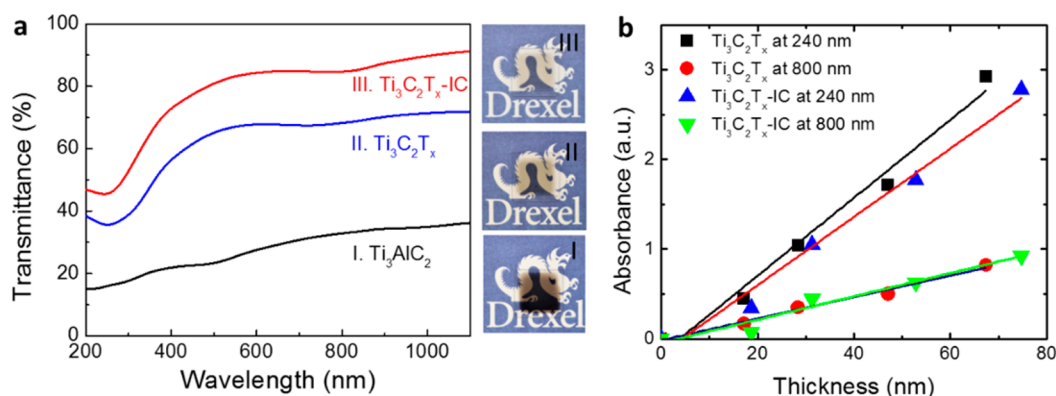 a
Transmittance (%)
100
80
60
40
20
0
200
400
600
800
1000
Wavelength (nm)
III. Ti₃C₂Tₓ-IC
II. Ti₃C₂Tₓ
I. Ti₃AlC₂
III
Drexel
II
Drexel
I
Drexel
b
Absorbance (a.u.)
3
2
1
0
0
20
40
60
80
Thickness (nm)
Ti₃C₂Tₓ at 240 nm
Ti₃C₂Tₓ at 800 nm
Ti₃C₂Tₓ-IC at 240 nm
Ti₃C₂Tₓ-IC at 800 nm